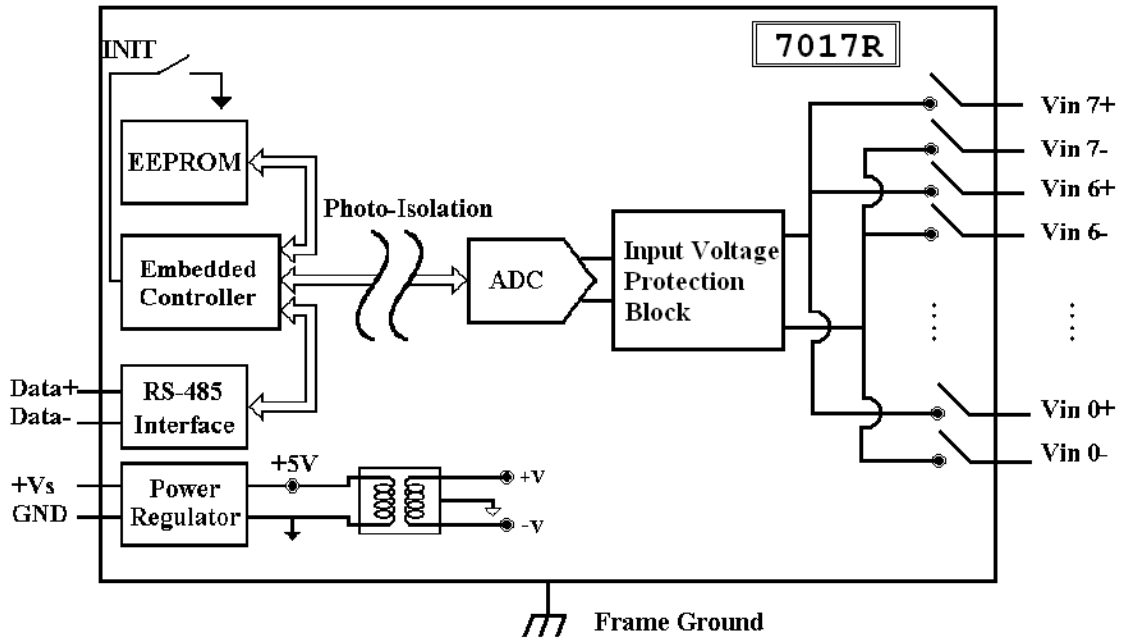 INIT
7017R
EEPROM
Photo-Isolation
Embedded
Controller
ADC
Input Voltage
Protection
Block
Vin 7+
Vin 7-
Vin 6+
Vin 6-
Vin 0+
Vin 0-
Data+
Data-
RS-485
Interface
+Vs
GND
Power
Regulator
+5V
+V
-V
Frame Ground